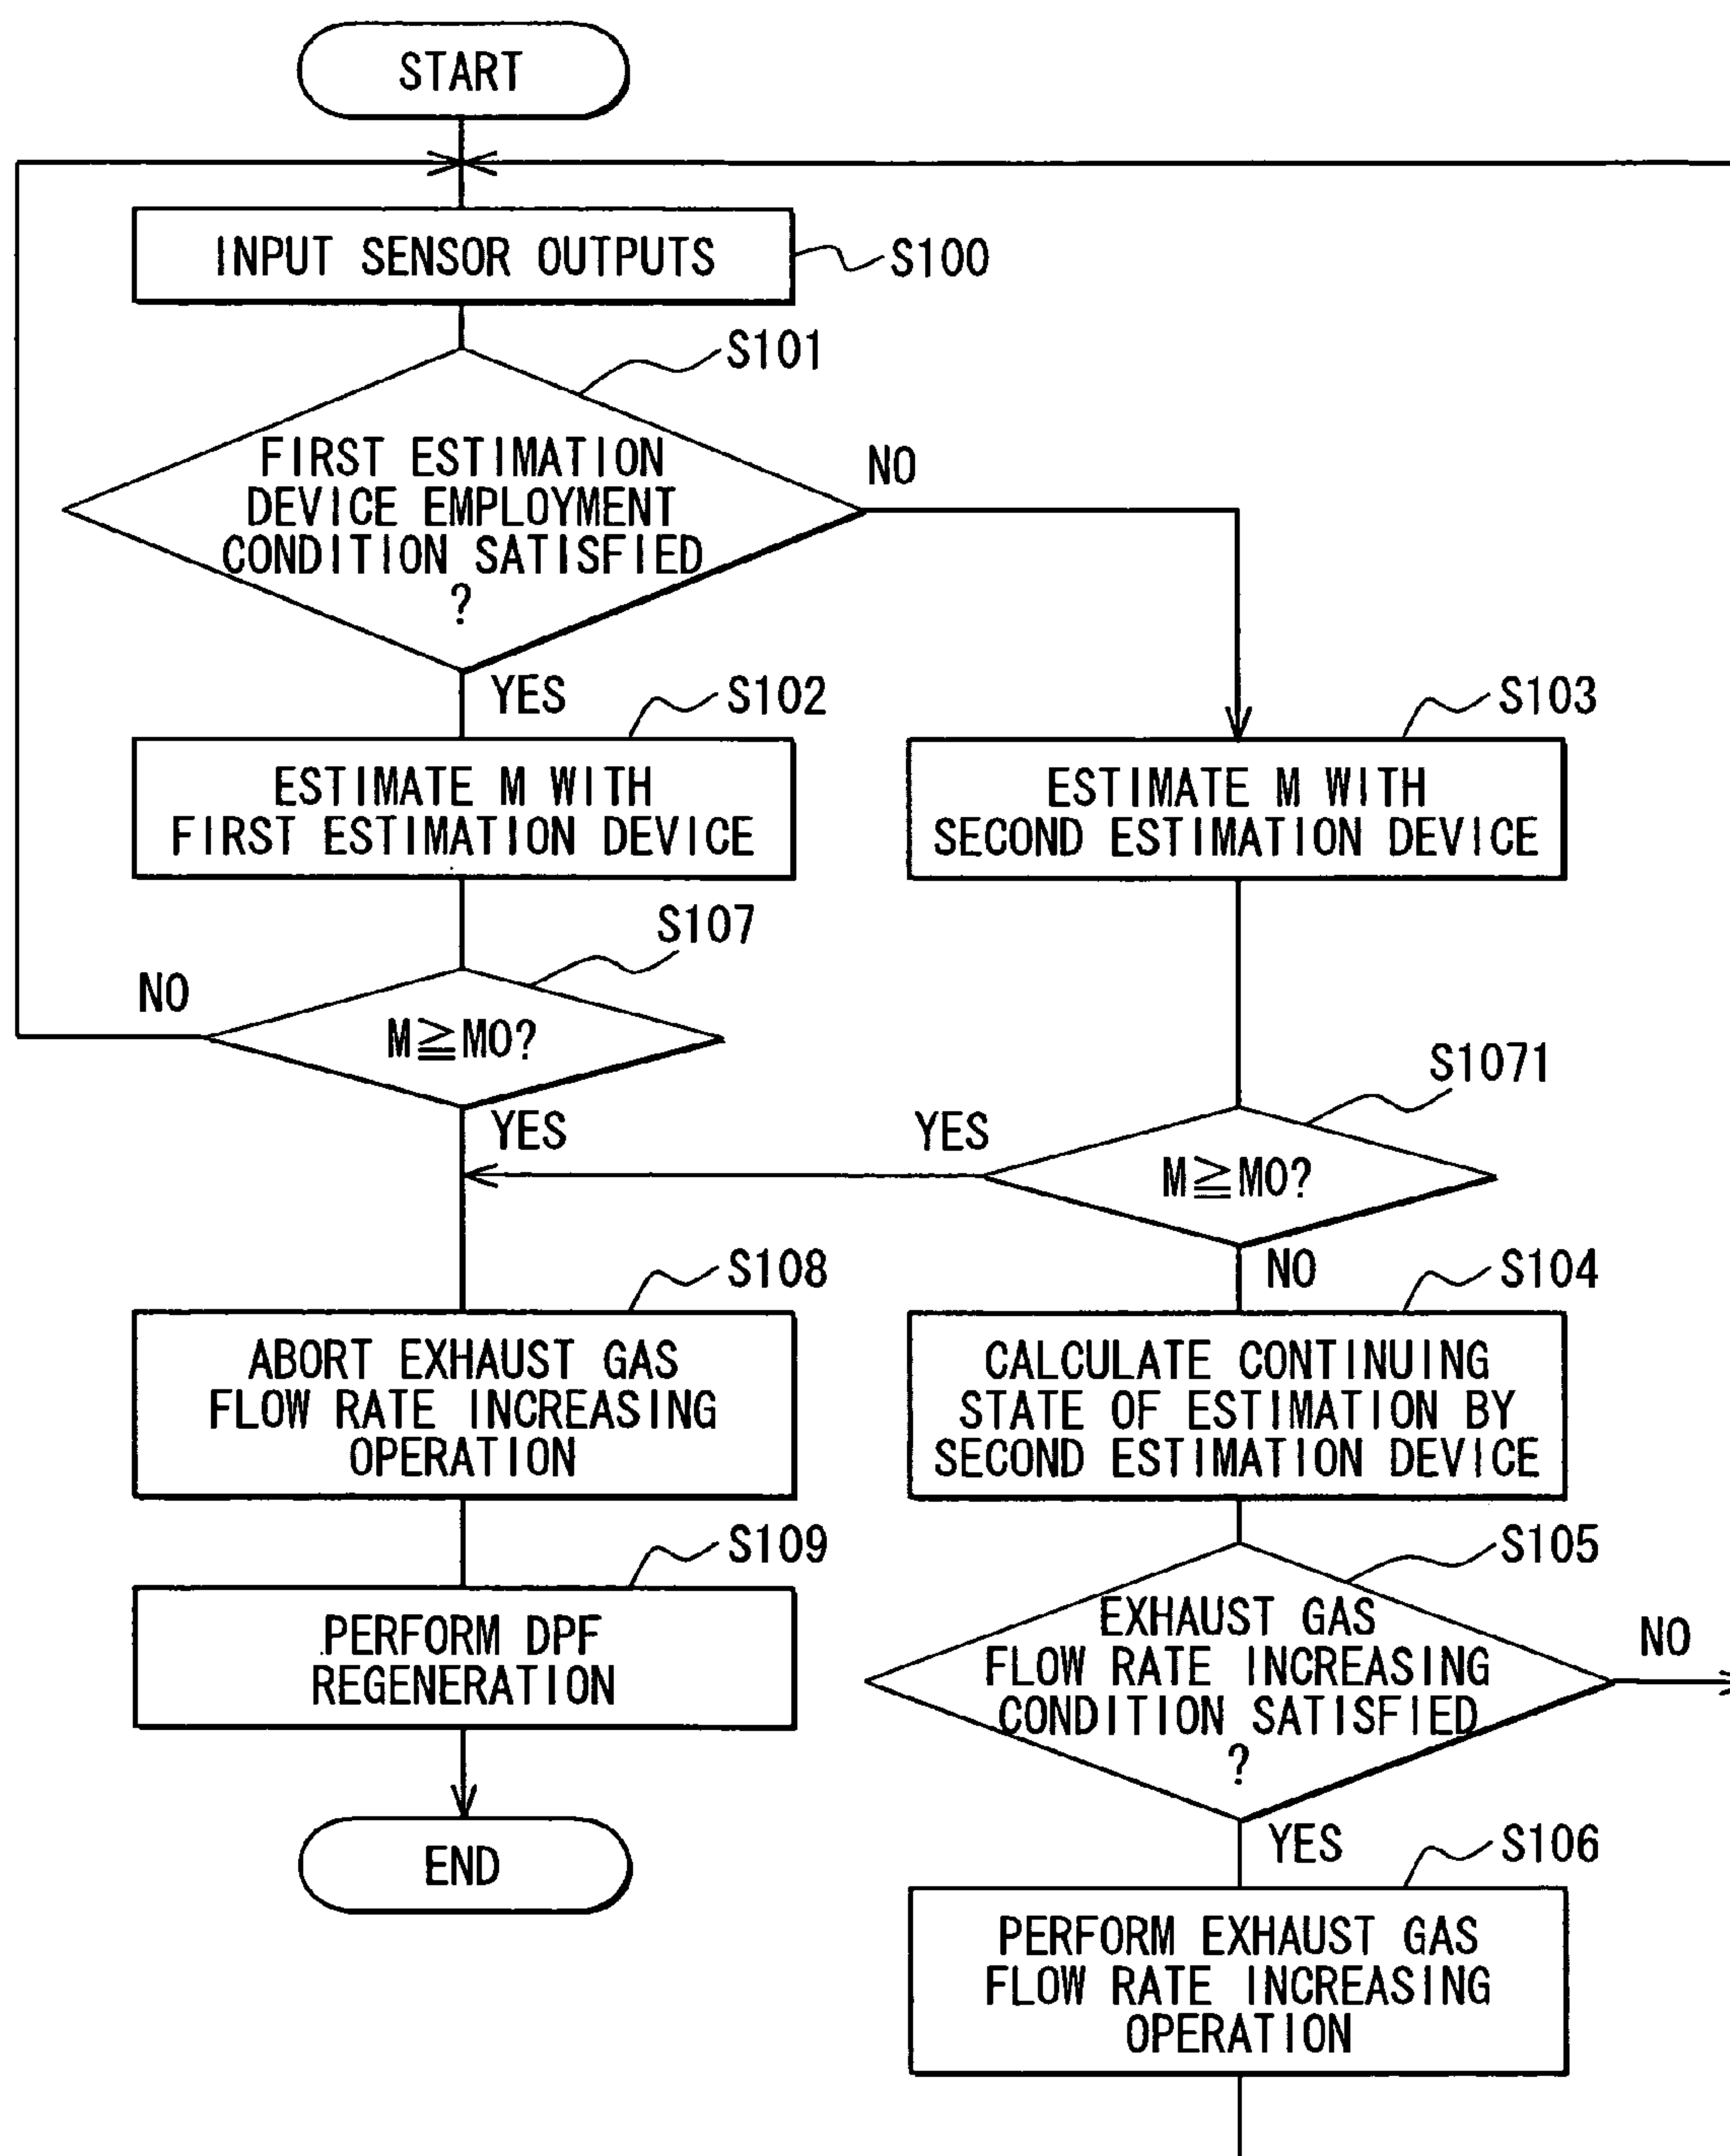 START
INPUT SENSOR OUTPUTS
S100
S101
FIRST ESTIMATION
DEVICE EMPLOYMENT
CONDITION SATISFIED
?
NO
YES
S102
ESTIMATE M WITH
FIRST ESTIMATION DEVICE
S103
ESTIMATE M WITH
SECOND ESTIMATION DEVICE
S107
NO
M≧M0?
YES
S1071
YES
M≧M0?
NO
S108
ABORT EXHAUST GAS
FLOW RATE INCREASING
OPERATION
S104
CALCULATE CONTINUING
STATE OF ESTIMATION BY
SECOND ESTIMATION DEVICE
S109
PERFORM DPF
REGENERATION
S105
EXHAUST GAS
FLOW RATE INCREASING
CONDITION SATISFIED
?
NO
YES
END
S106
PERFORM EXHAUST GAS
FLOW RATE INCREASING
OPERATION